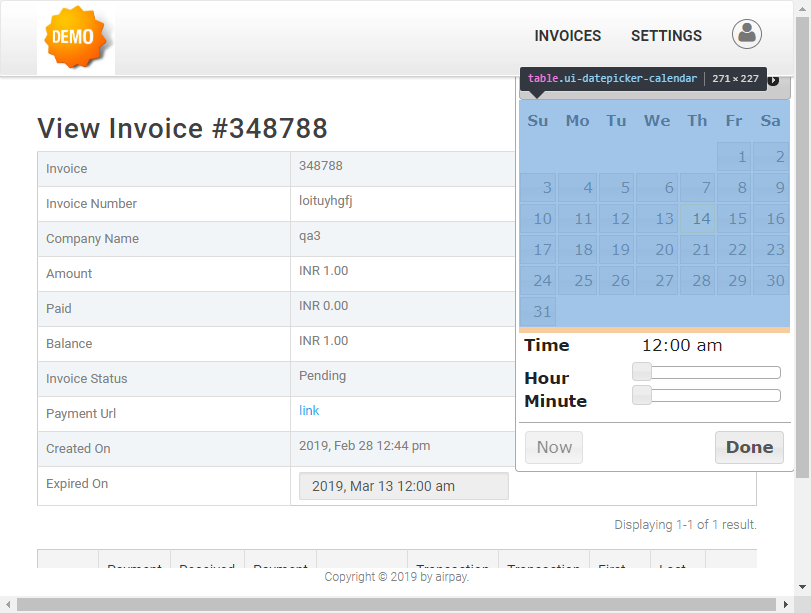 DEMO
INVOICES SETTINGS
table.ui-datepicker-calendar 271 × 227
View Invoice #348788
Invoice 348788
Invoice Number loituyhgfj
Company Name qa3
Amount INR 1.00
Paid INR 0.00
Balance INR 1.00
Invoice Status Pending
Payment Url link
Created On 2019, Feb 28 12:44 pm
Expired On 2019, Mar 13 12:00 am
Su Mo Tu We Th Fr Sa
1 2
3 4 5 6 7 8 9
10 11 12 13 14 15 16
17 18 19 20 21 22 23
24 25 26 27 28 29 30
31
Time 12:00 am
Hour
Minute
Now Done
Displaying 1-1 of 1 result.
Payment Received Payment Transaction Transaction First Last
Copyright © 2019 by airpay.